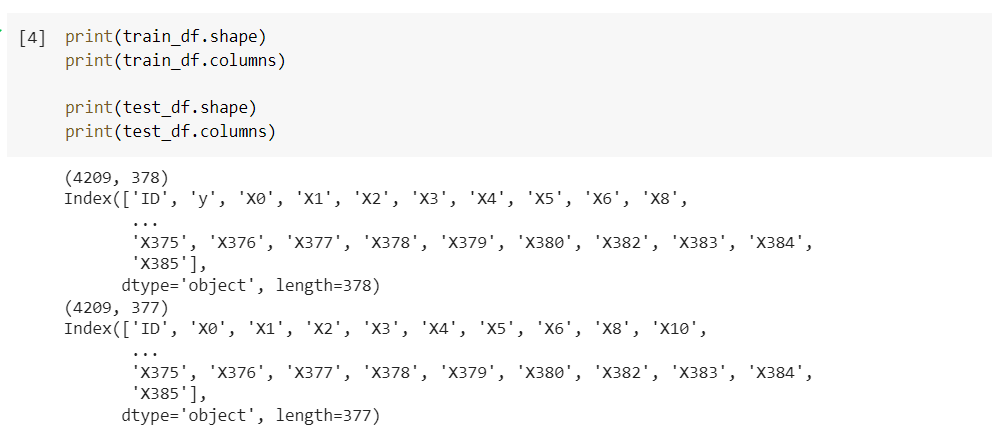 [4] print(train_df.shape)
print(train_df.columns)
print(test_df.shape)
print(test_df.columns)
(4209, 378)
Index(['ID', 'y', 'X0', 'X1', 'X2', 'X3', 'X4', 'X5', 'X6', 'X8',
...
'X375', 'X376', 'X377', 'X378', 'X379', 'X380', 'X382', 'X383', 'X384',
'X385'],
dtype='object', length=378)
(4209, 377)
Index(['ID', 'X0', 'X1', 'X2', 'X3', 'X4', 'X5', 'X6', 'X8', 'X10',
...
'X375', 'X376', 'X377', 'X378', 'X379', 'X380', 'X382', 'X383', 'X384',
'X385'],
dtype='object', length=377)